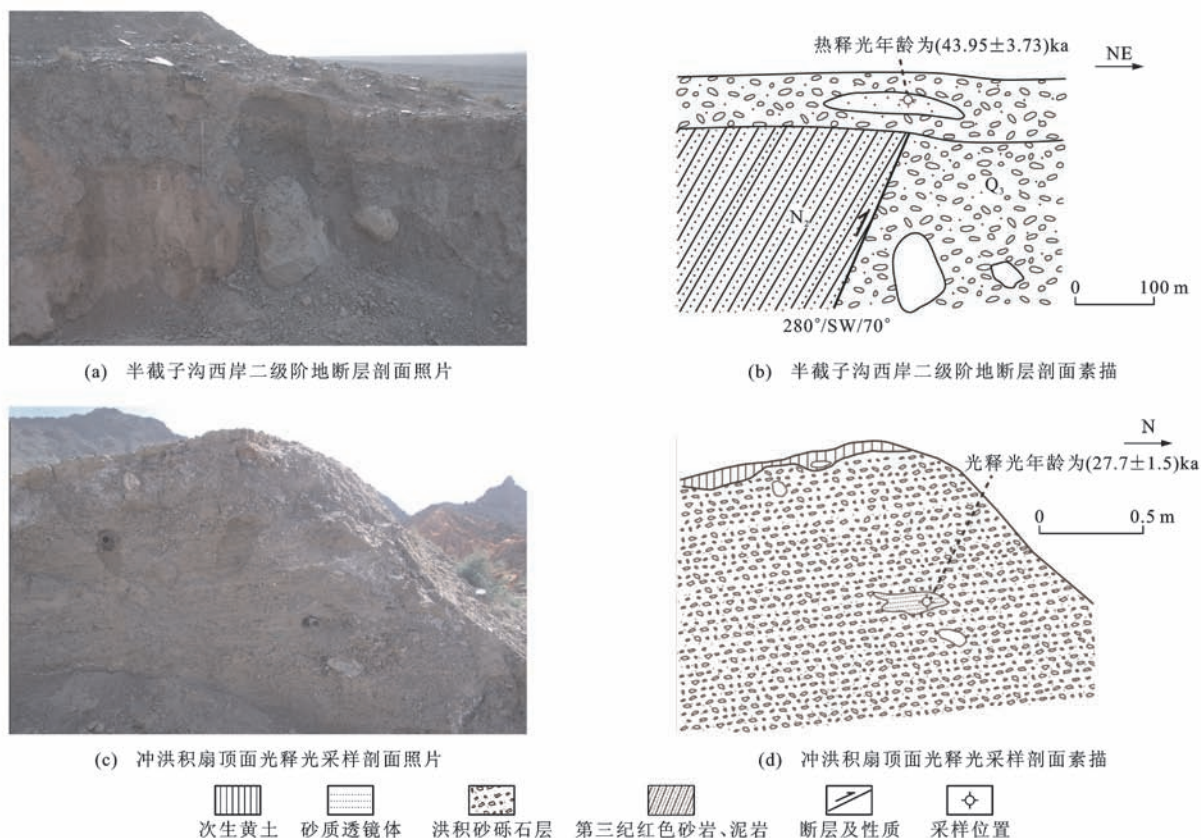 热释光年龄为(43.95±3.73)ka
NE
Q₃
N₂
0 100 m
280°/SW/70°
(a) 半截子沟西岸二级阶地断层剖面照片
(b) 半截子沟西岸二级阶地断层剖面素描
N
光释光年龄为(27.7±1.5)ka
0 0.5 m
(c) 冲洪积扇顶面光释光采样剖面照片
(d) 冲洪积扇顶面光释光采样剖面素描
次生黄土 砂质透镜体 洪积砂砾石层 第三纪红色砂岩、泥岩 断层及性质 采样位置